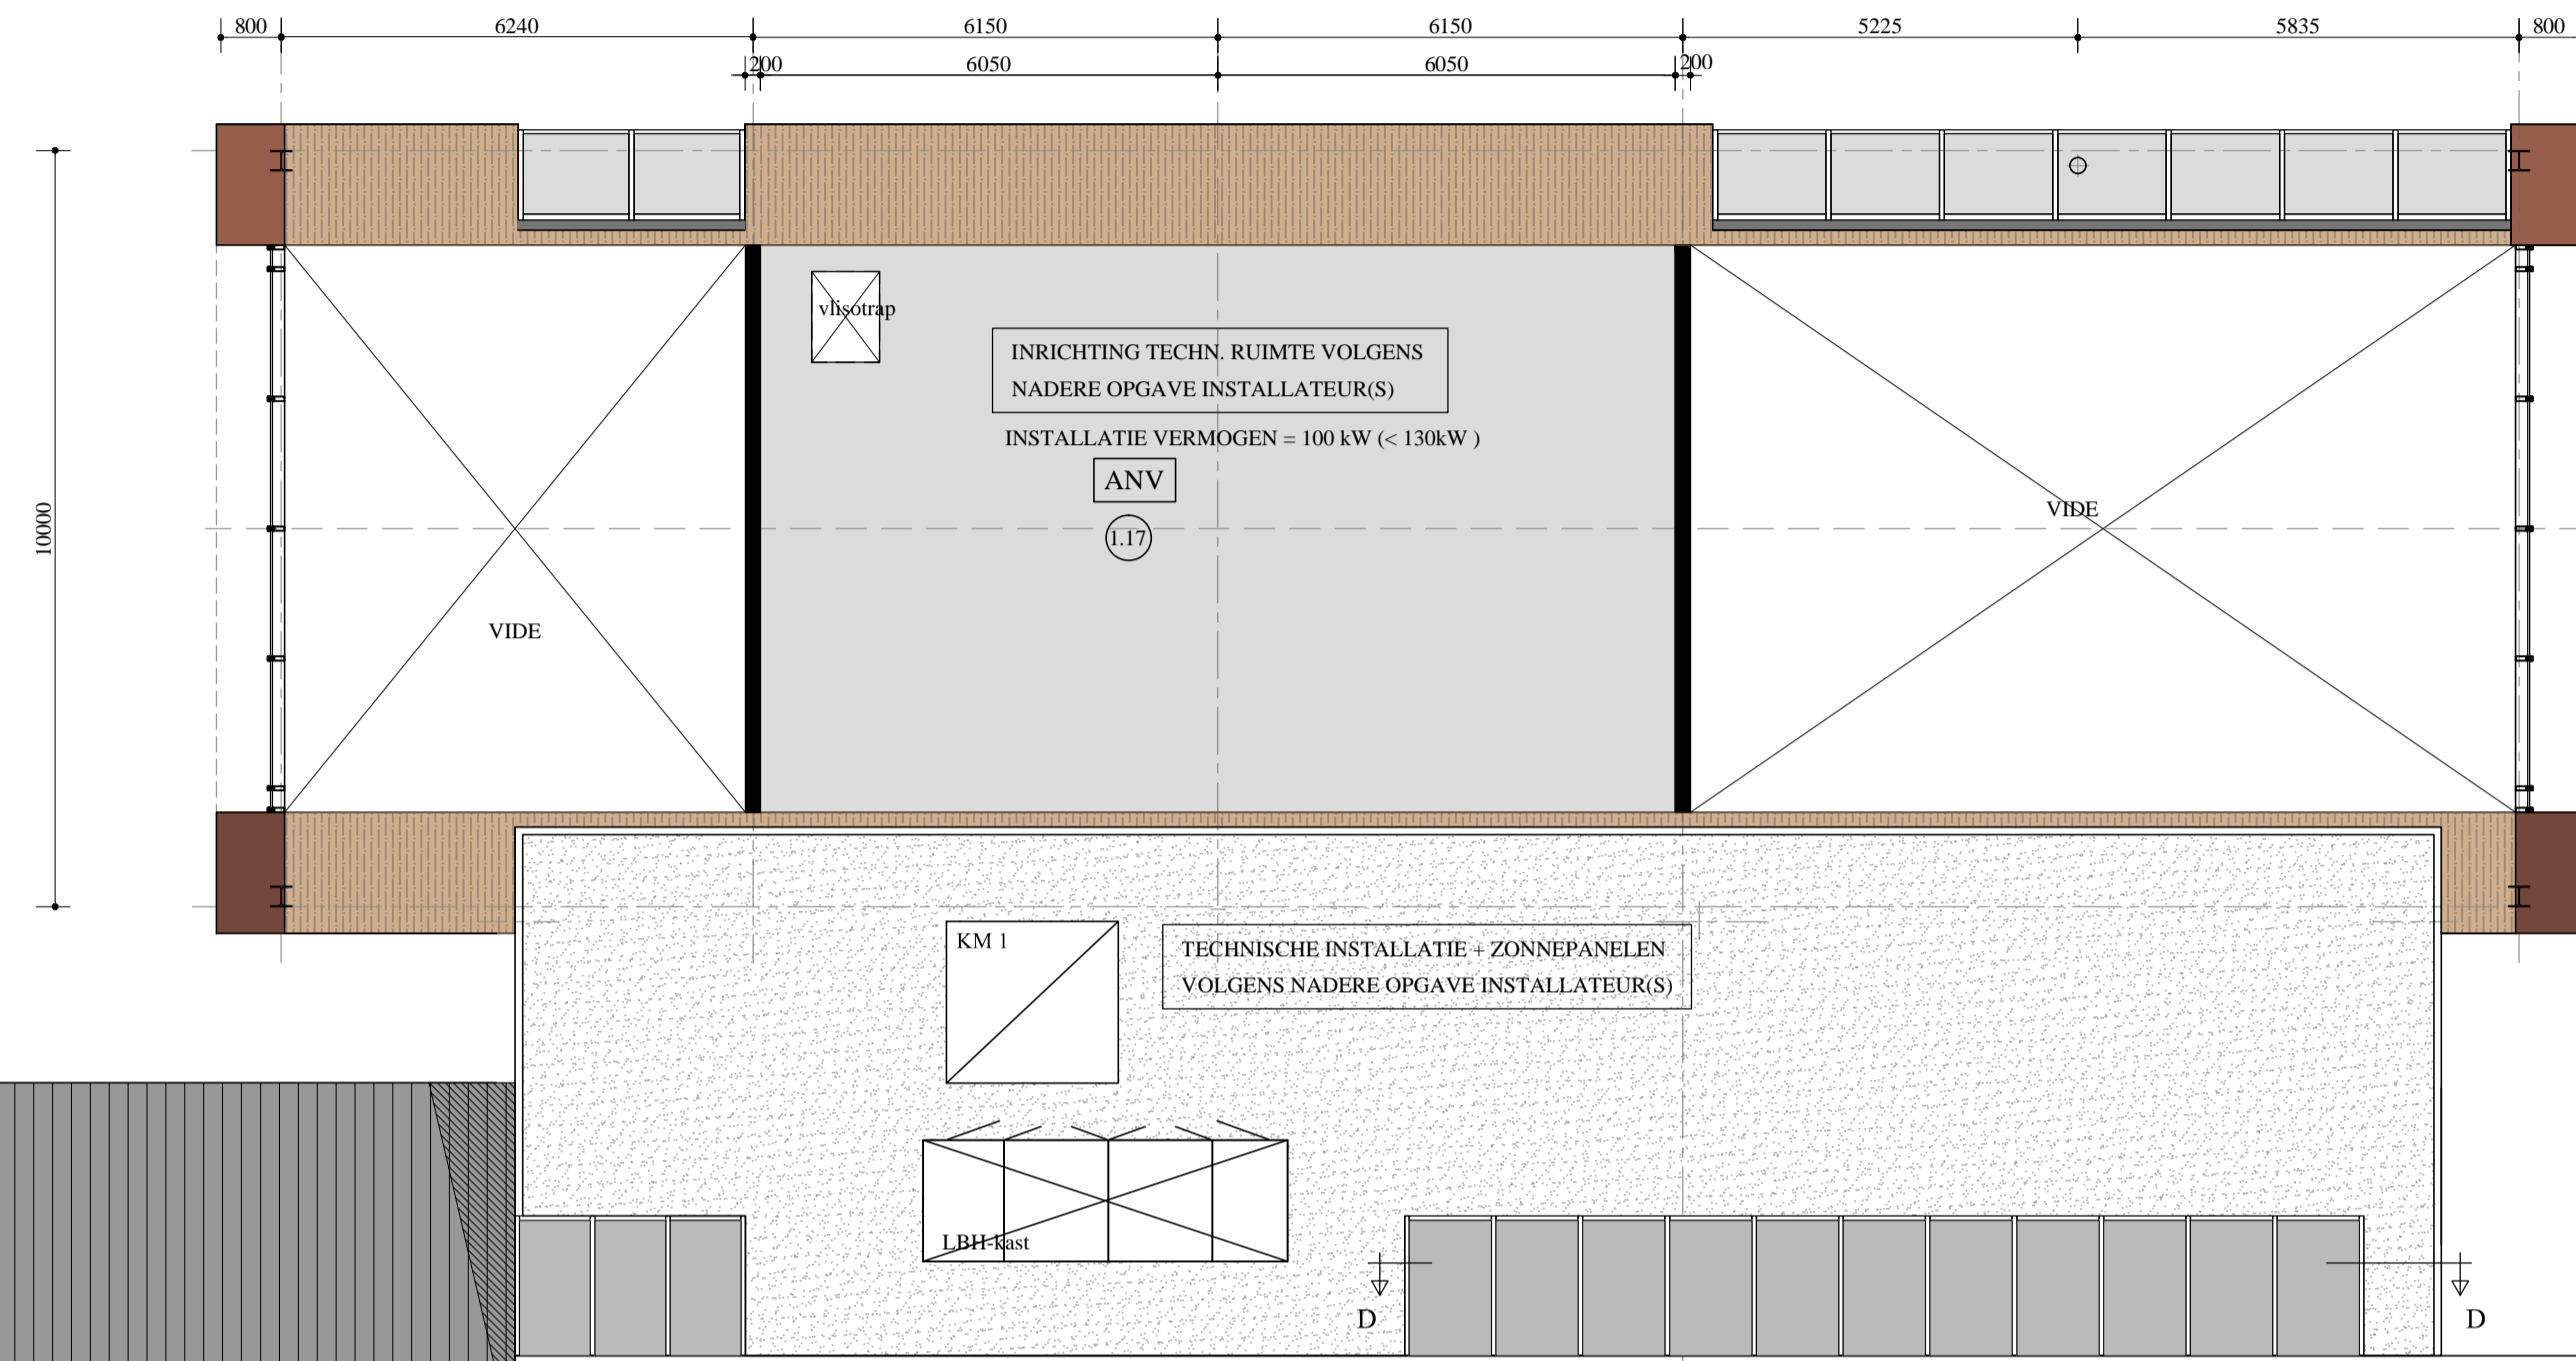 800 6240 6150 6150 5225 5835 800
200 6050 6050 200
vlisotrap
INRICHTING TECHN. RUIMTE VOLGENS
NADERE OPGAVE INSTALLATEUR(S)
INSTALLATIE VERMOGEN = 100 kW (< 130kW )
ANV
1.17
10000
VIDE
VIDE
KM 1
TECHNISCHE INSTALLATIE + ZONNEPANELEN
VOLGENS NADERE OPGAVE INSTALLATEUR(S)
LBH-kast
D
D